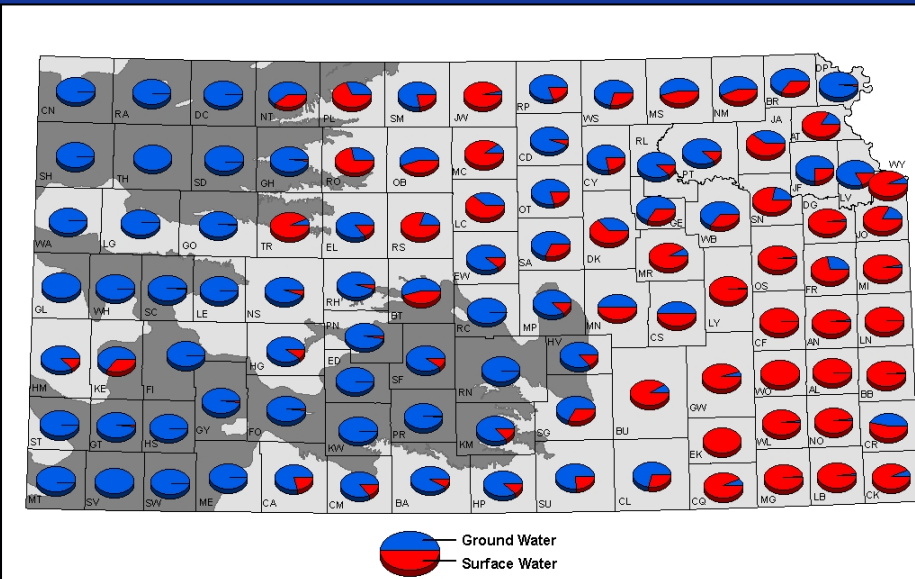 CN RA DC NT PL SM JW RP WS MS NM BR DP
SH TH SD GH RO OB MC CD CY RL PT JA AT JF LV WY
WA LG GO TR EL RS LC OT SA DK GE WB SN DG JO
GL WH SC LE NS RH BT EW MP MR MN CS LY OS FR MI
HM KE FI HG PN ED SF RC RN HV CF AN LN
ST GT HS GY FO KW PR KM SG BU GW WO AL BB
MT SV SW ME CA CM BA HP SU CL EK WL NO CR
CQ MG LB CK
Ground Water
Surface Water